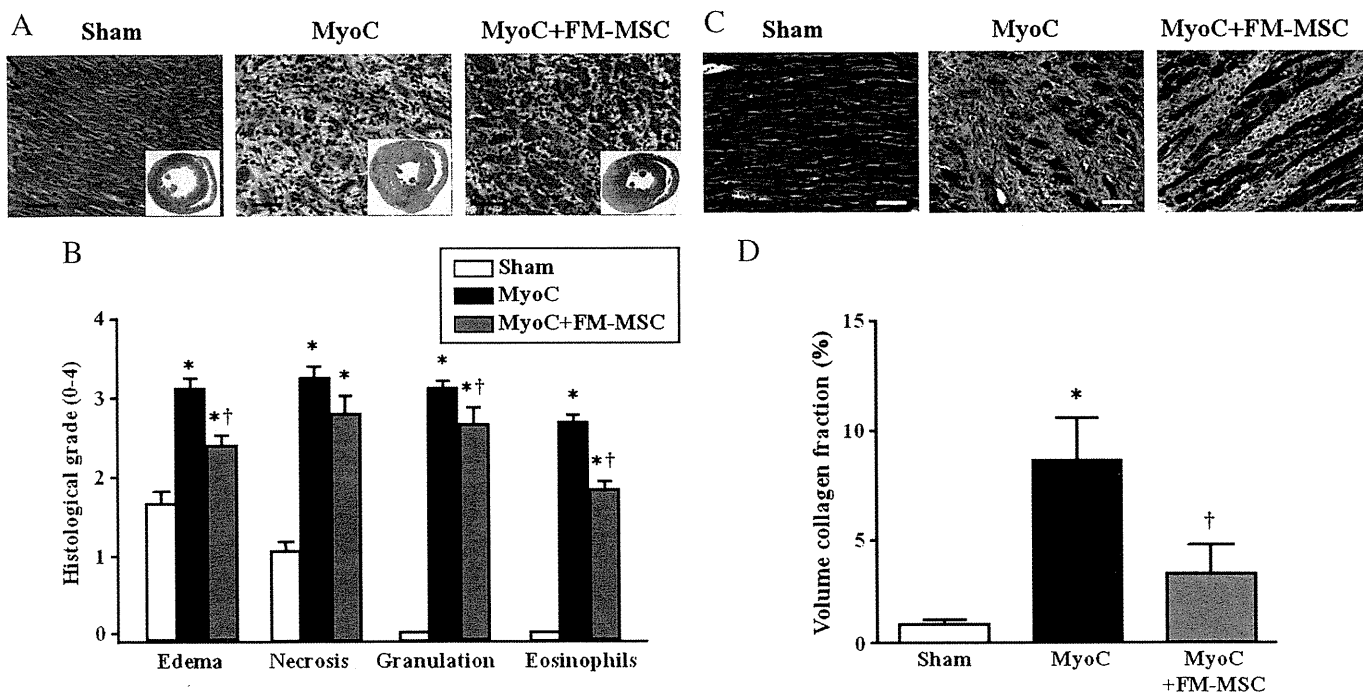 A
Sham
MyoC
MyoC+FM-MSC
C
Sham
MyoC
MyoC+FM-MSC
B
Sham
MyoC
MyoC+FM-MSC
Histological grade (0-4)
4
3
2
1
0
*
*†
*
*
*
*†
*
*†
Edema
Necrosis
Granulation
Eosinophils
D
Volume collagen fraction (%)
15
10
5
0
*
†
Sham
MyoC
MyoC
+FM-MSC